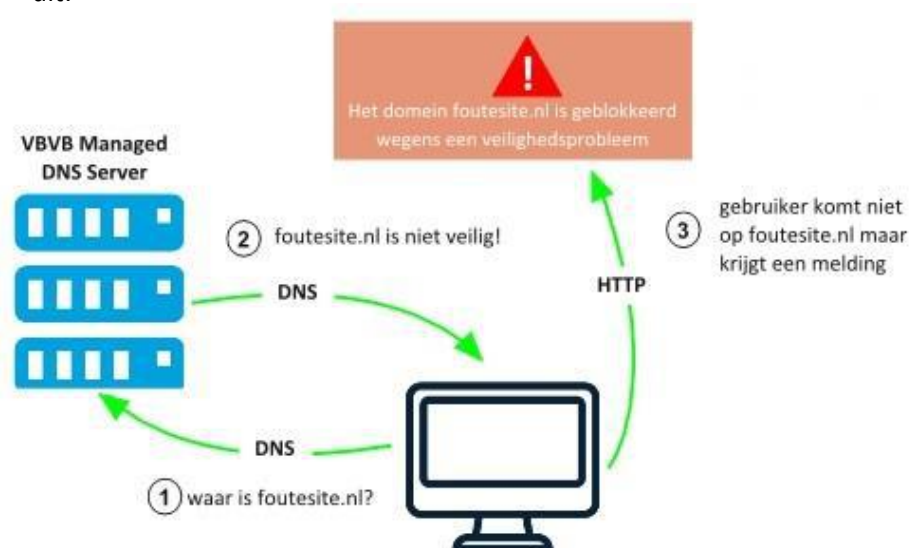 Het domein foutesite.nl is geblokkeerd
wegens een veilighedsprobleem
VBVB Managed
DNS Server
2 foutesite.nl is niet veilig!
DNS
3 gebruiker komt niet
op foutesite.nl maar
krijgt een melding
HTTP
DNS
1 waar is foutesite.nl?